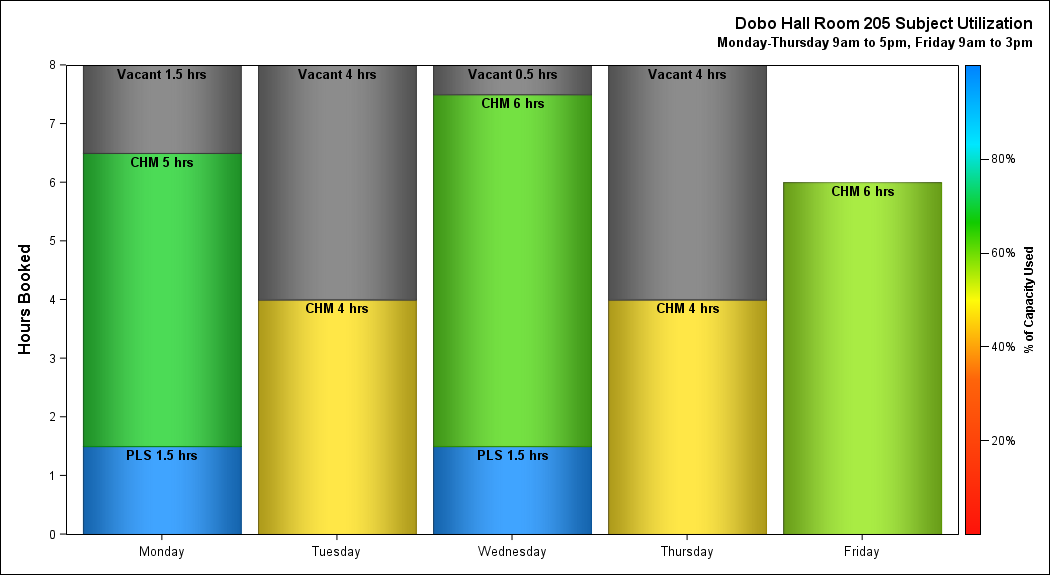 Dobo Hall Room 205 Subject Utilization
Monday-Thursday 9am to 5pm, Friday 9am to 3pm
Hours Booked
8
7
6
5
4
3
2
1
0
Vacant 1.5 hrs
CHM 5 hrs
PLS 1.5 hrs
Vacant 4 hrs
CHM 4 hrs
Vacant 0.5 hrs
CHM 6 hrs
PLS 1.5 hrs
Vacant 4 hrs
CHM 4 hrs
CHM 6 hrs
Monday
Tuesday
Wednesday
Thursday
Friday
80%
60%
40%
20%
% of Capacity Used